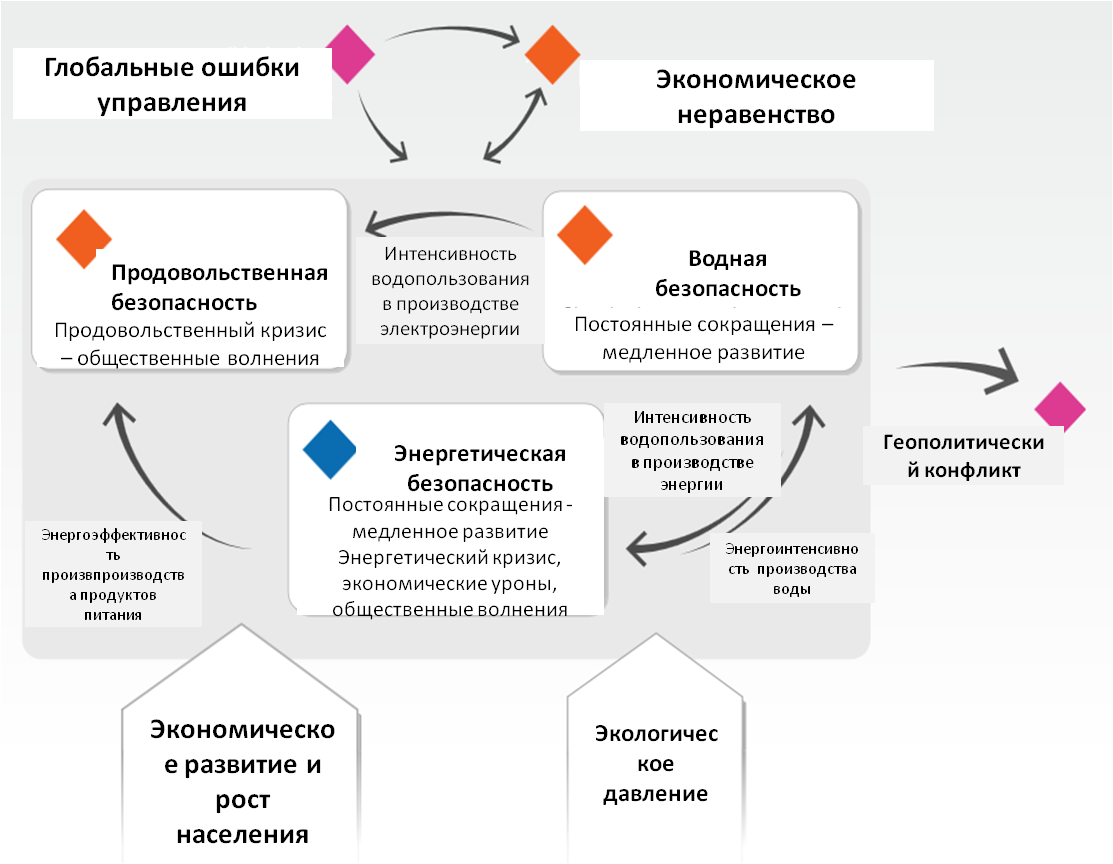 Глобальные ошибки
управления
Экономическое
неравенство
Продовольственная
безопасность
Продовольственный кризис
– общественные волнения
Интенсивность
водопользования
в производстве
электроэнергии
Водная
безопасность
Постоянные сокращения –
медленное развитие
Энергетическая
безопасность
Постоянные сокращения -
медленное развитие
Энергетический кризис,
экономические уроны,
общественные волнения
Интенсивность
водопользования
в производстве
энергии
Геополитически
й конфликт
Энергоэффективнос
ть
произвпроизводств
а продуктов
питания
Энергоинтенсивно
сть производства
воды
Экономическо
е развитие и
рост
населения
Экологичес
кое
давление